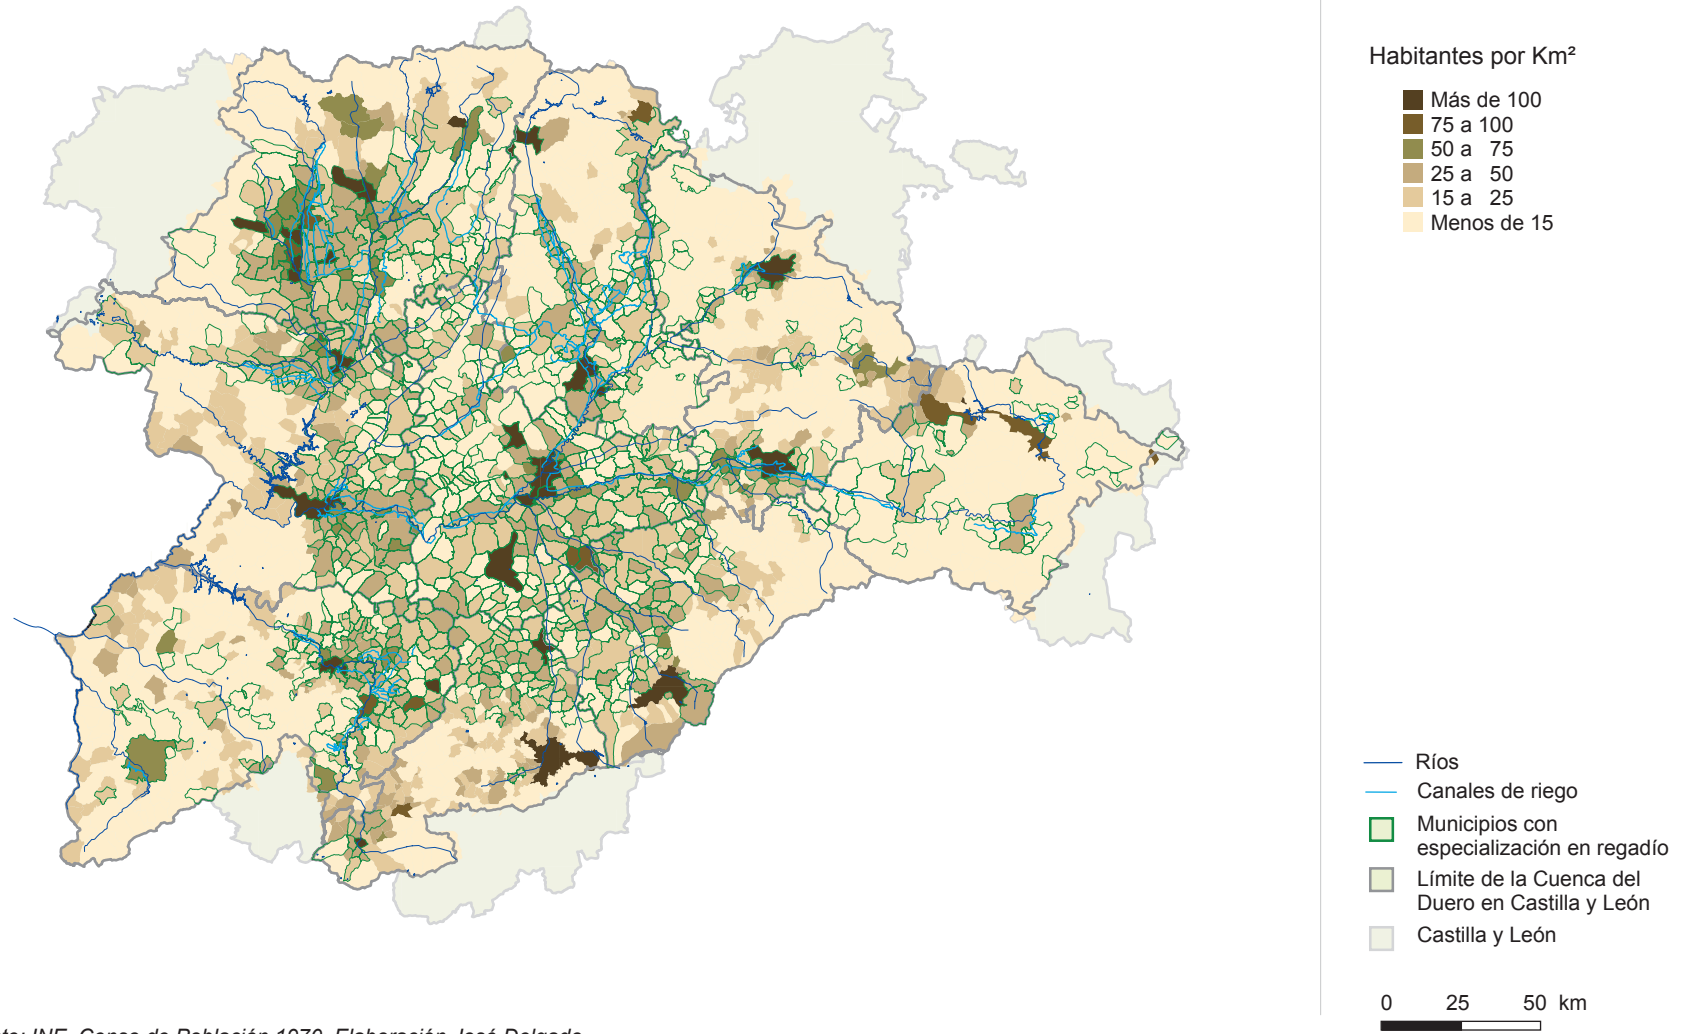 Habitantes por Km²
Más de 100
75 a 100
50 a 75
25 a 50
15 a 25
Menos de 15
Ríos
Canales de riego
Municipios con
especialización en regadío
Límite de la Cuenca del
Duero en Castilla y León
Castilla y León
0 25 50 km